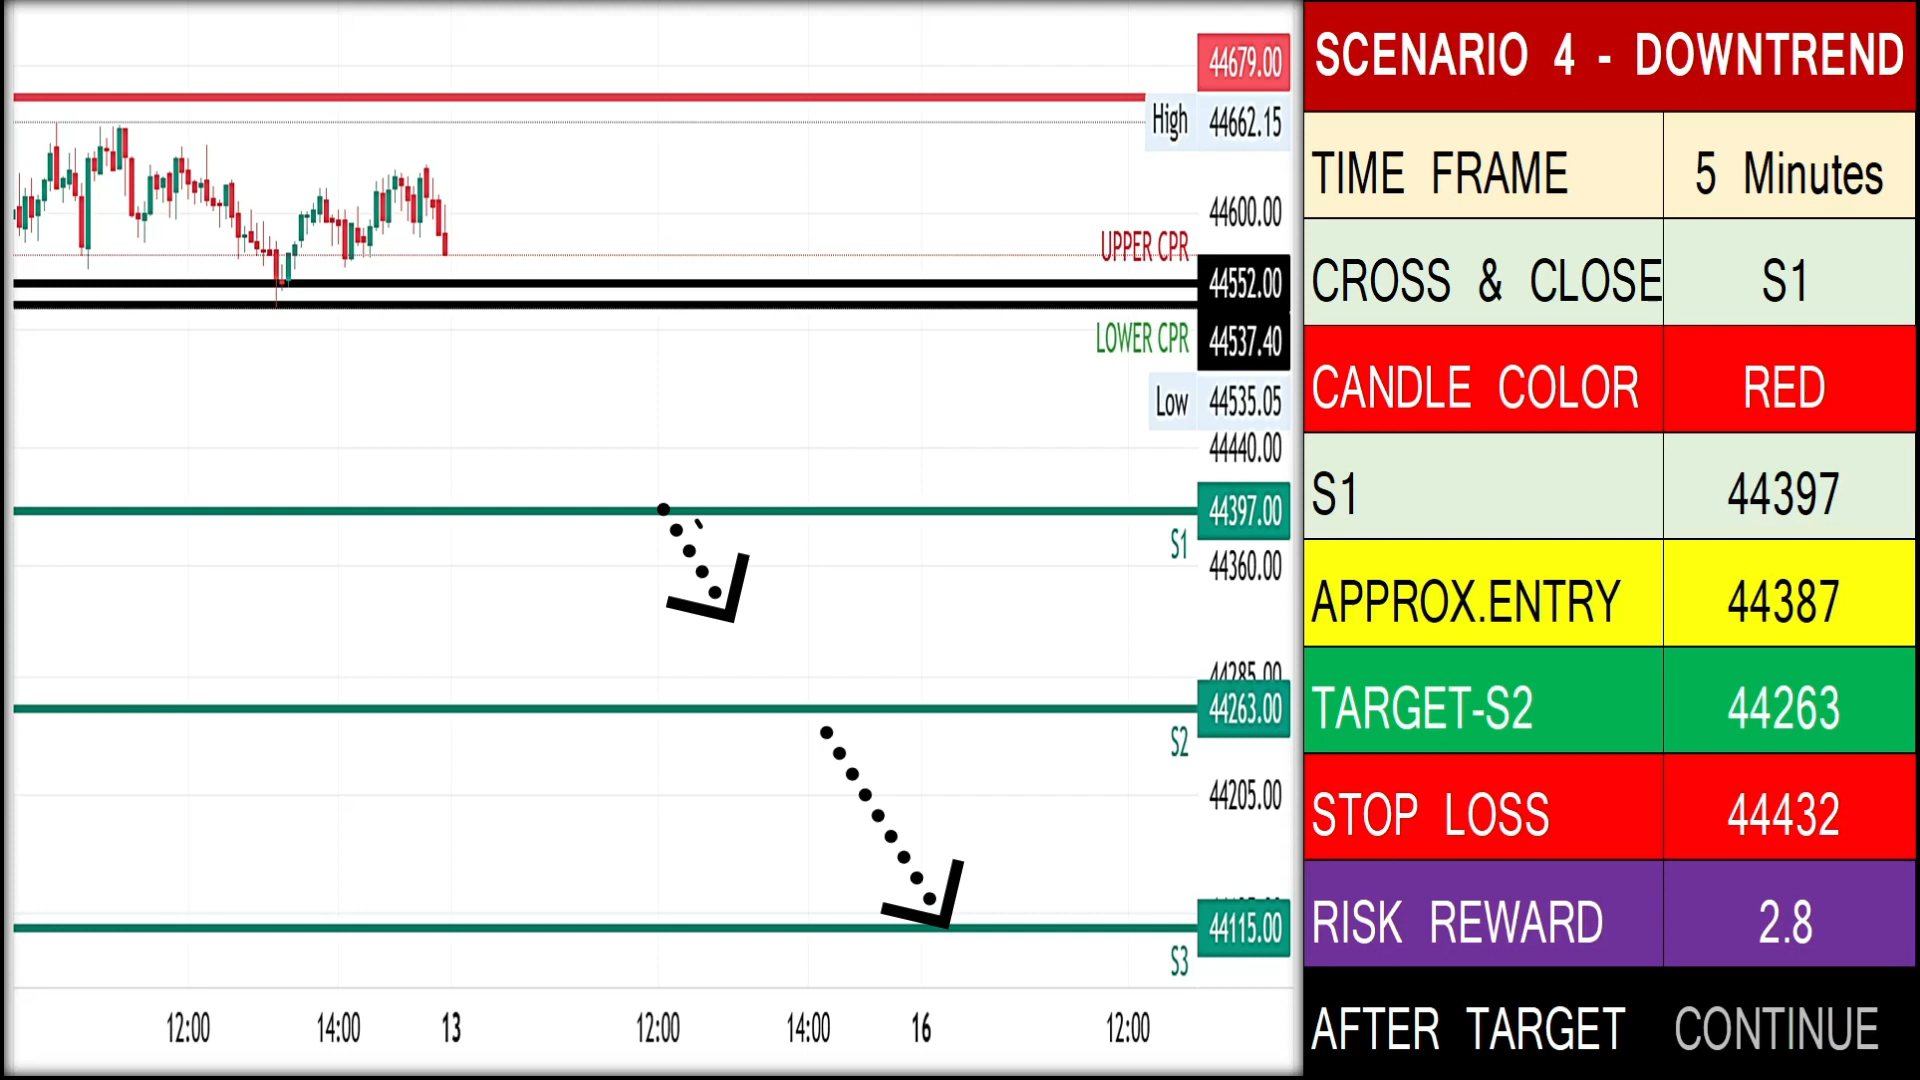 44679.00
High 44662.15
44600.00
UPPER CPR
44552.00
LOWER CPR 44537.40
Low 44535.05
44440.00
44397.00
S1
44360.00
44285.00
44263.00
S2
44205.00
44115.00
S3
12:00 14:00 13 12:00 14:00 16 12:00
SCENARIO 4 - DOWNTREND
TIME FRAME 5 Minutes
CROSS & CLOSE S1
CANDLE COLOR RED
S1 44397
APPROX.ENTRY 44387
TARGET-S2 44263
STOP LOSS 44432
RISK REWARD 2.8
AFTER TARGET CONTINUE